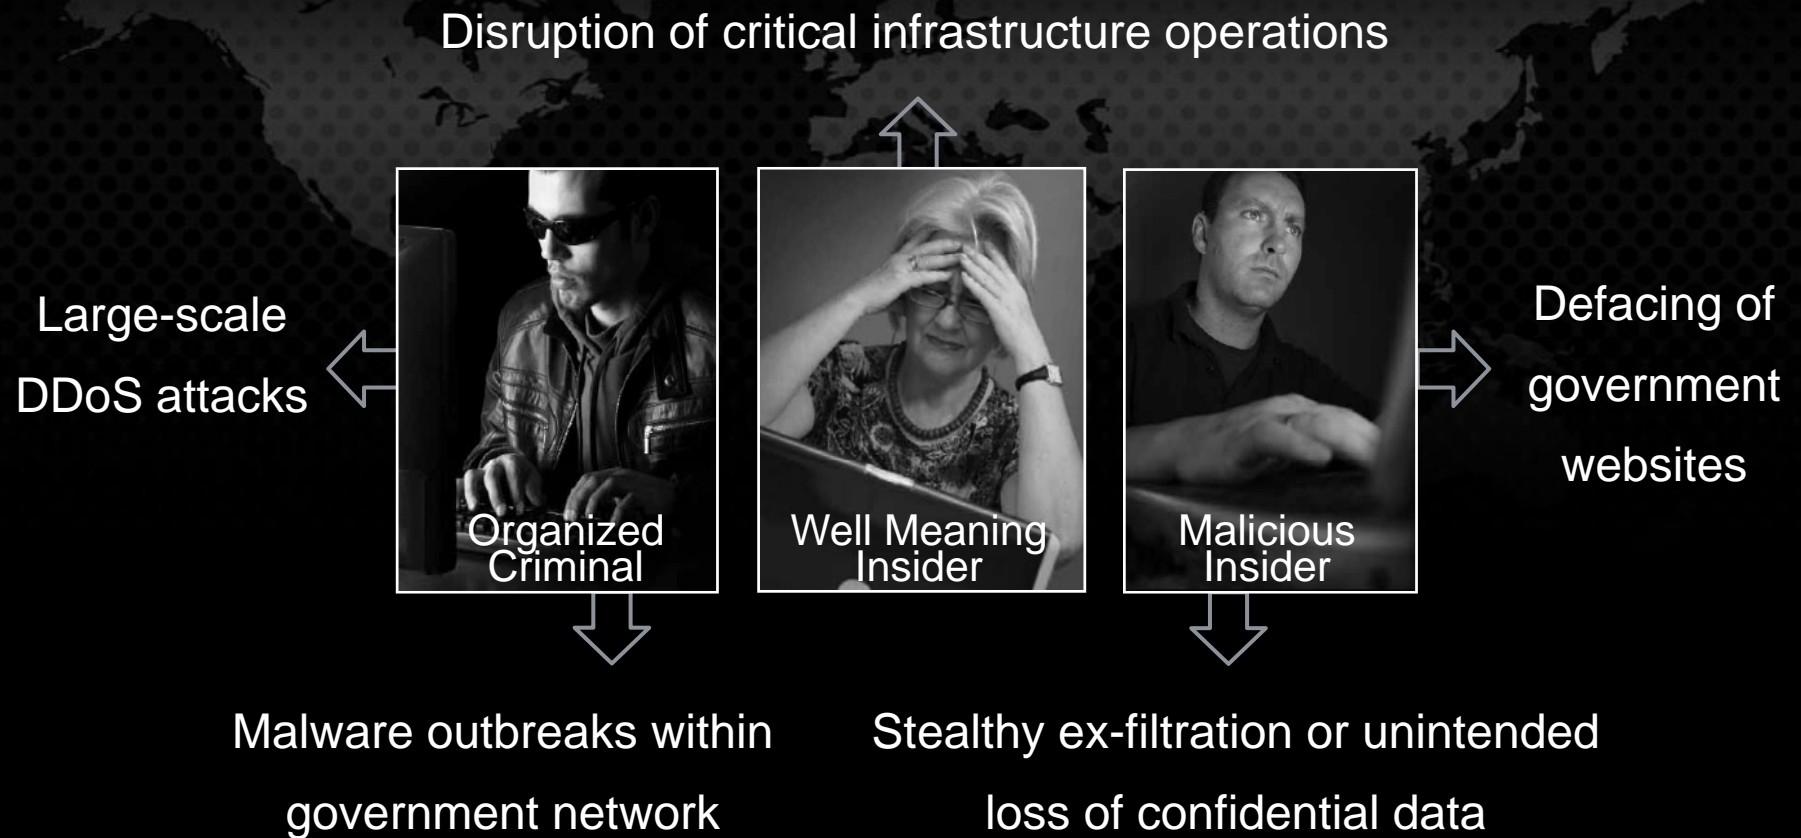 Disruption of critical infrastructure operations
Large-scale
DDoS attacks
Organized
Criminal
Well Meaning
Insider
Malicious
Insider
Defacing of
government
websites
Malware outbreaks within
government network
Stealthy ex-filtration or unintended
loss of confidential data